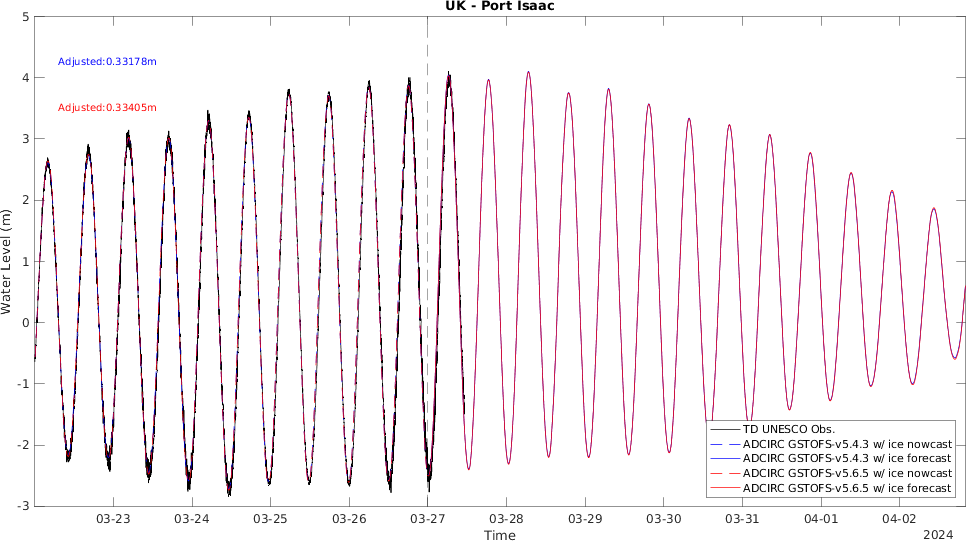 UK - Port Isaac
Adjusted:0.33178m
Adjusted:0.33405m
Water Level (m)
5
4
3
2
1
0
-1
-2
-3
TD UNESCO Obs.
ADCIRC GSTOFS-v5.4.3 w/ ice nowcast
ADCIRC GSTOFS-v5.4.3 w/ ice forecast
ADCIRC GSTOFS-v5.6.5 w/ ice nowcast
ADCIRC GSTOFS-v5.6.5 w/ ice forecast
03-23 03-24 03-25 03-26 03-27 03-28 03-29 03-30 03-31 04-01 04-02
Time
2024